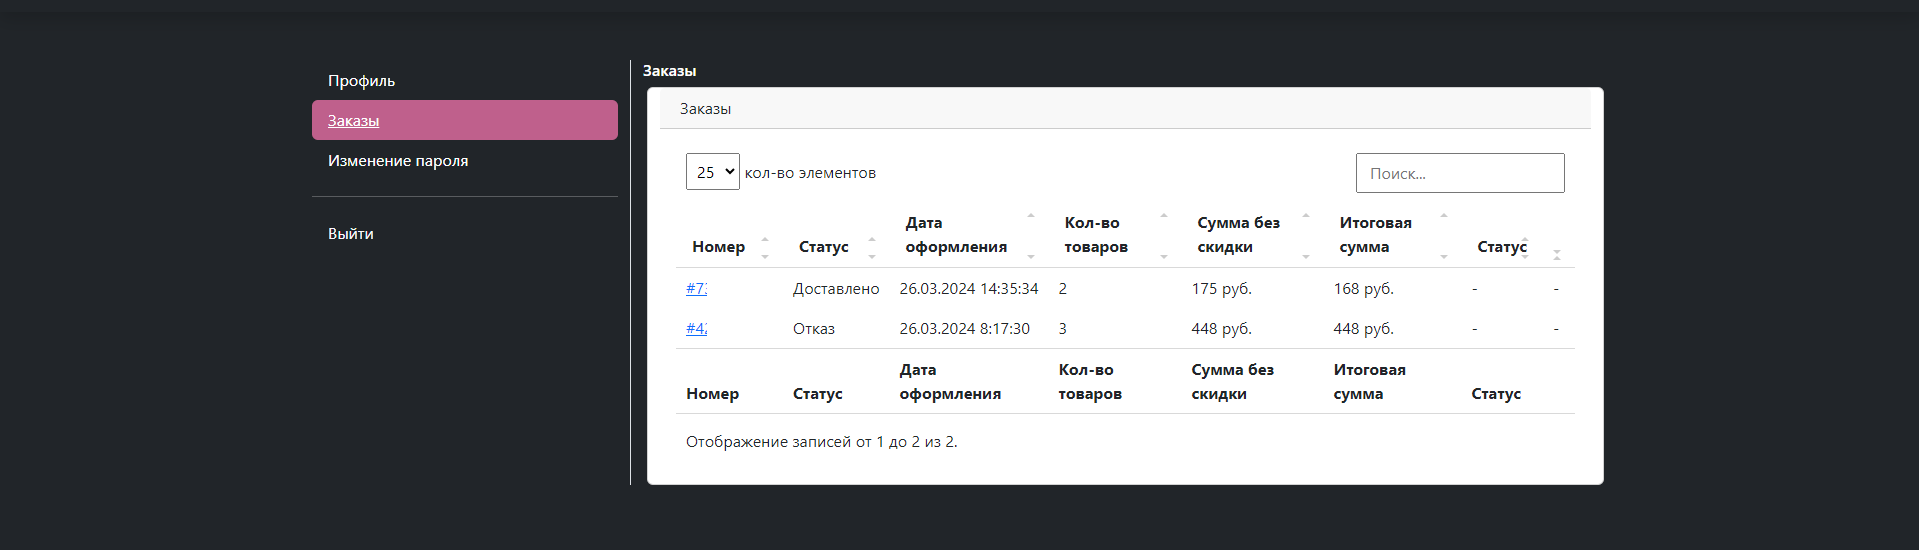 Профиль
Заказы
Изменение пароля
Выйти
Заказы
Заказы
25 кол-во элементов
Поиск...
Номер Статус Дата оформления Кол-во товаров Сумма без скидки Итоговая сумма Статус
#73 Доставлено 26.03.2024 14:35:34 2 175 руб. 168 руб. - -
#42 Отказ 26.03.2024 8:17:30 3 448 руб. 448 руб. - -
Номер Статус Дата оформления Кол-во товаров Сумма без скидки Итоговая сумма Статус
Отображение записей от 1 до 2 из 2.